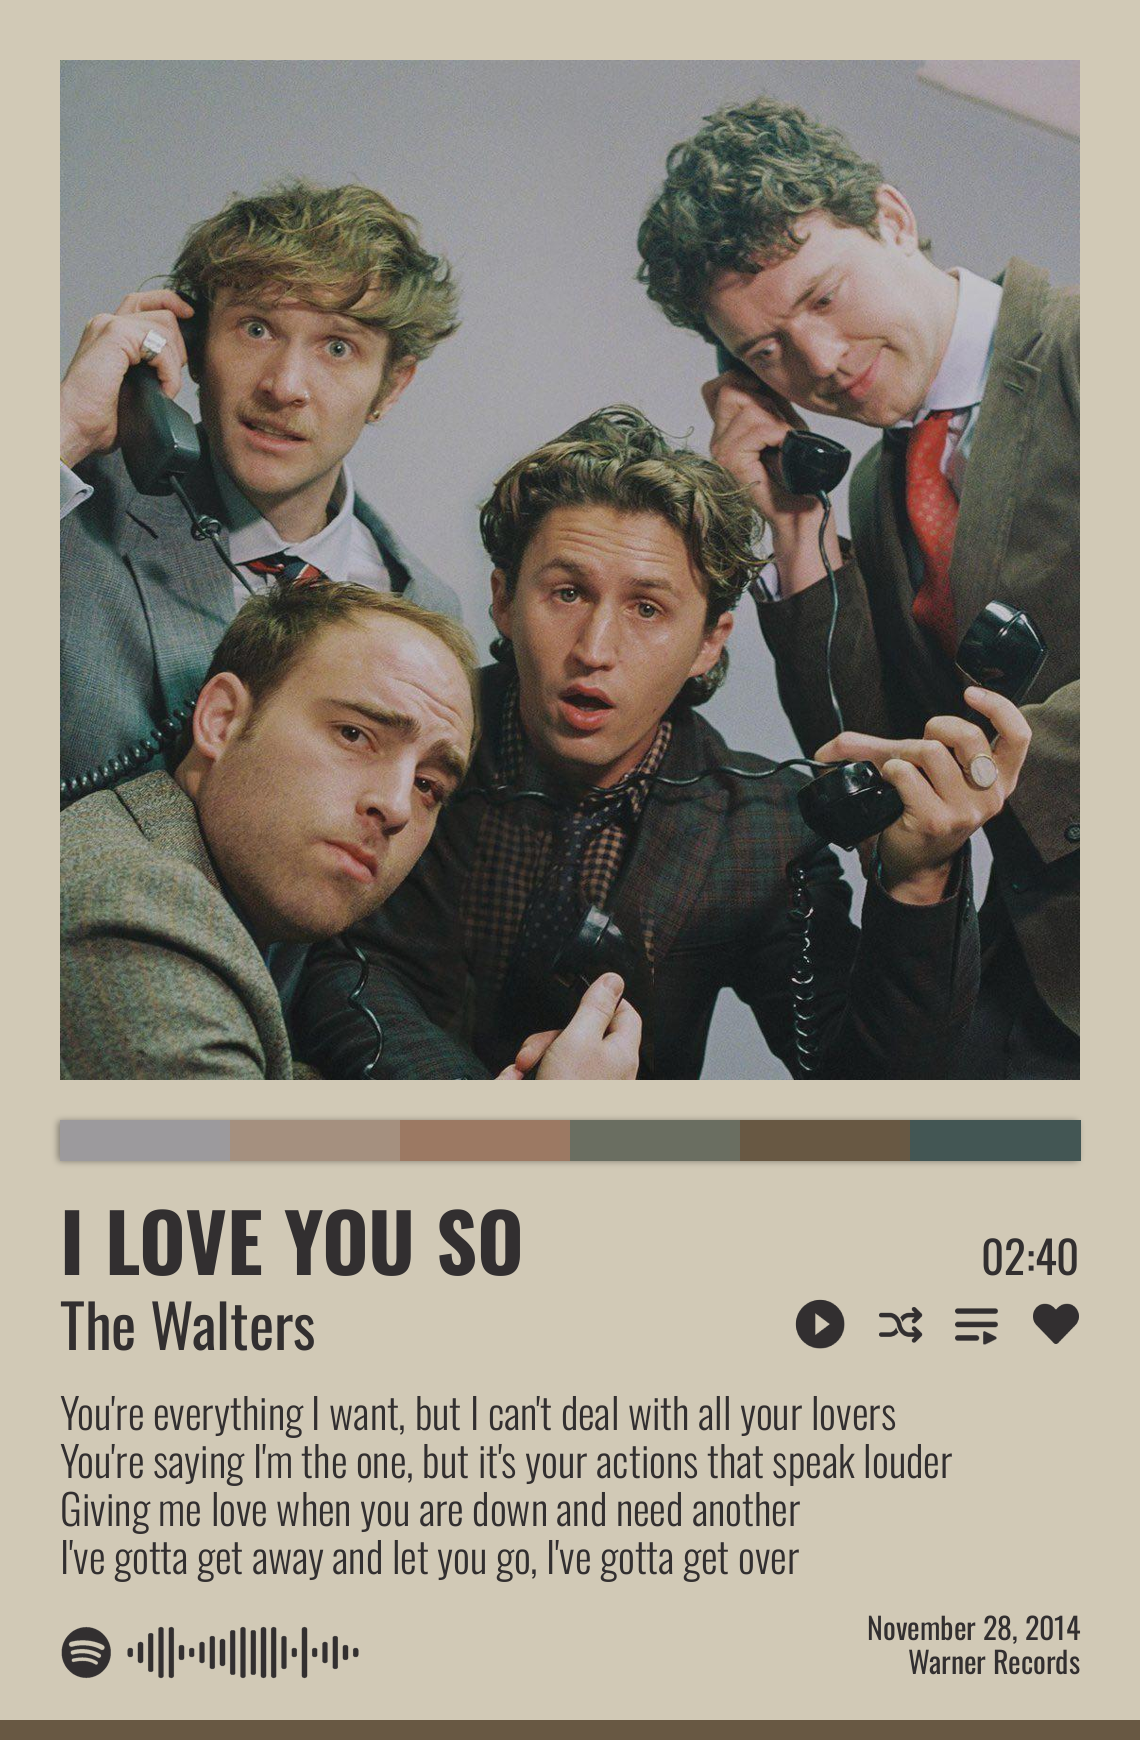 I LOVE YOU SO
02:40
The Walters
You're everything I want, but I can't deal with all your lovers
You're saying I'm the one, but it's your actions that speak louder
Giving me love when you are down and need another
I've gotta get away and let you go, I've gotta get over
November 28, 2014
Warner Records